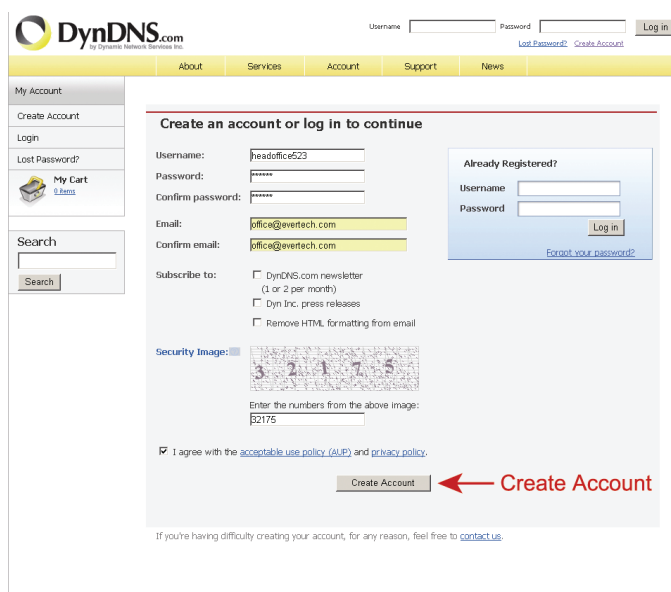 DynDNS.com
by Dynamic Network Services Inc.
Username
Password
Log in
Lost Password? Create Account
About Services Account Support News
My Account
Create Account
Login
Lost Password?
My Cart
0 items
Search
Search
Create an account or log in to continue
Username: headoffice523
Password: ******
Confirm password: ******
Email: office@evertech.com
Confirm email: office@evertech.com
Subscribe to: DynDNS.com newsletter
(1 or 2 per month)
Dyn Inc. press releases
Remove HTML formatting from email
Security Image:
3 2 1 7 5
Enter the numbers from the above image:
32175
I agree with the acceptable use policy (AUP) and privacy policy.
Create Account
Create Account
Already Registered?
Username
Password
Log in
Forgot your password?
If you're having difficulty creating your account, for any reason, feel free to contact us.